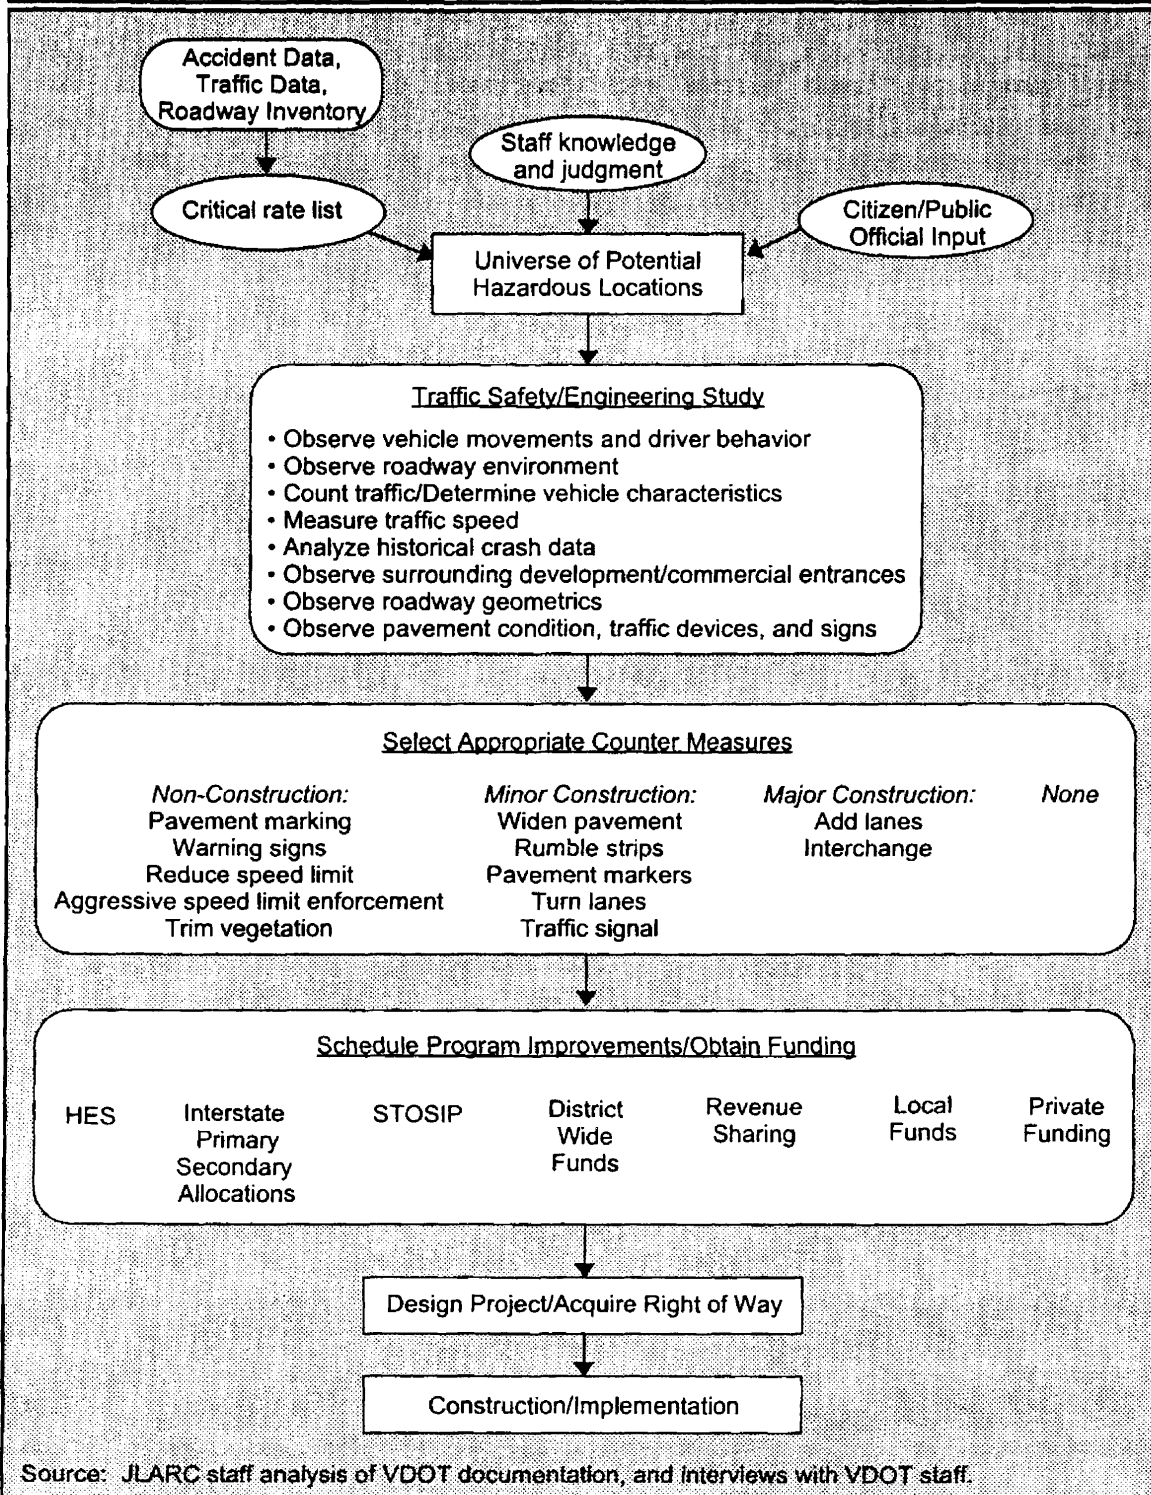 Accident Data,
Traffic Data,
Roadway Inventory
Staff knowledge
and judgment
Critical rate list
Citizen/Public
Official Input
Universe of Potential
Hazardous Locations
Traffic Safety/Engineering Study
• Observe vehicle movements and driver behavior
• Observe roadway environment
• Count traffic/Determine vehicle characteristics
• Measure traffic speed
• Analyze historical crash data
• Observe surrounding development/commercial entrances
• Observe roadway geometrics
• Observe pavement condition, traffic devices, and signs
Select Appropriate Counter Measures
Non-Construction:
Pavement marking
Warning signs
Reduce speed limit
Aggressive speed limit enforcement
Trim vegetation
Minor Construction:
Widen pavement
Rumble strips
Pavement markers
Turn lanes
Traffic signal
Major Construction:
Add lanes
Interchange
None
Schedule Program Improvements/Obtain Funding
HES
Interstate
Primary
Secondary
Allocations
STOSIP
District
Wide
Funds
Revenue
Sharing
Local
Funds
Private
Funding
Design Project/Acquire Right of Way
Construction/Implementation
Source: JLARC staff analysis of VDOT documentation, and interviews with VDOT staff.